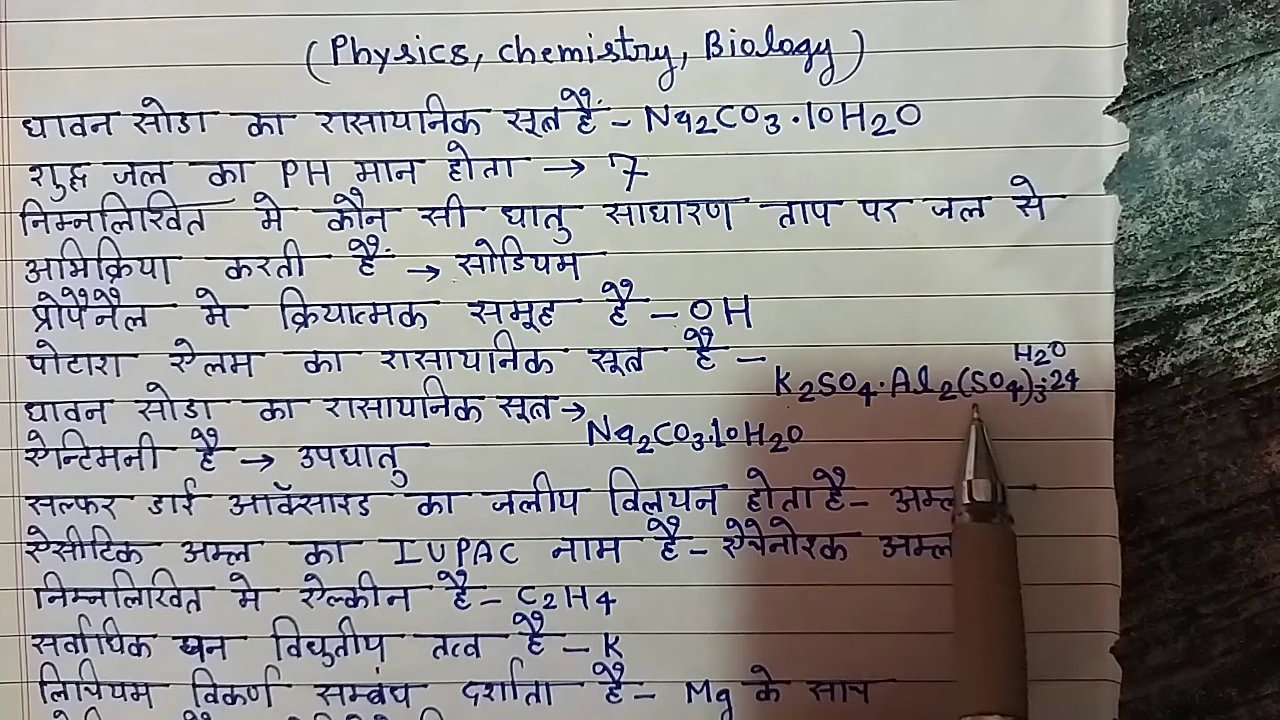 (Physics, chemistry, Biology)
धावन सोडा का रासायनिक सूत्र है - Na2CO3.10H2O
शुद्ध जल का PH मान होता → 7
निम्नलिखित मे कौन सी धातु साधारण ताप पर जल से
अभिक्रिया करती है → सोडियम
प्रोपेनॉल मे क्रियात्मक समूह है - OH
पोटाश ऐलम का रासायनिक सूत्र है -
K2SO4.Al2(SO4)3.24 H2O
धावन सोडा का रासायनिक सूत्र →
Na2CO3.10H2O
ऐन्टिमनी है → उपधातु
सल्फर डाई ऑक्साइड का जलीय विलयन होता है - अम्ल
ऐसीटिक अम्ल का IUPAC नाम है - ऐथेनोइक अम्ल
निम्नलिखित मे ऐल्कीन है - C2H4
सर्वाधिक धन विधुतीय तत्व है - K
लिथियम विकर्ण सम्बंध दर्शाता है - Mg के साथ